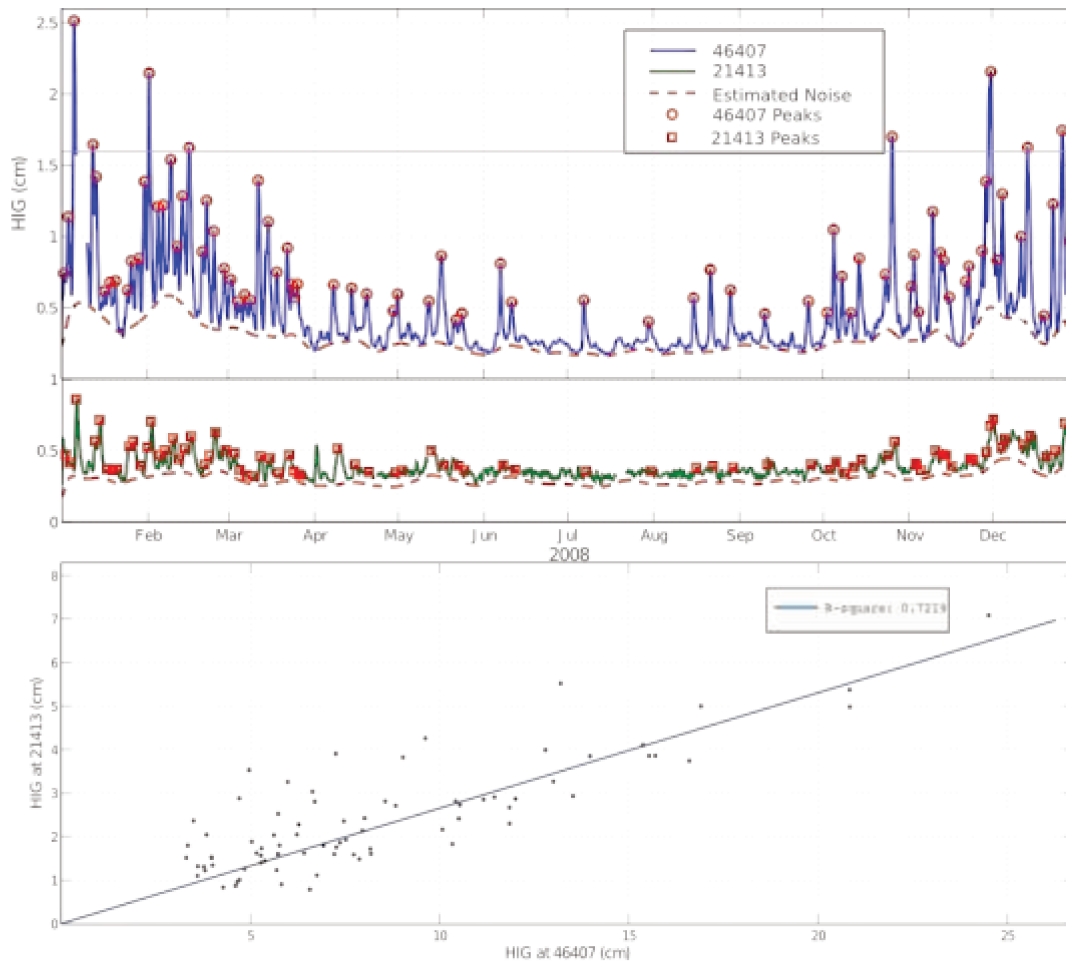 2.5
2
1.5
1
0.5
0
HIG (cm)
46407
21413
Estimated Noise
46407 Peaks
21413 Peaks
1
0.5
0
Feb Mar Apr May Jun Jul Aug Sep Oct Nov Dec
2008
8
7
6
5
4
3
2
1
0
HIG at 21413 (cm)
R-square: 0.7219
5 10 15 20 25
HIG at 46407 (cm)